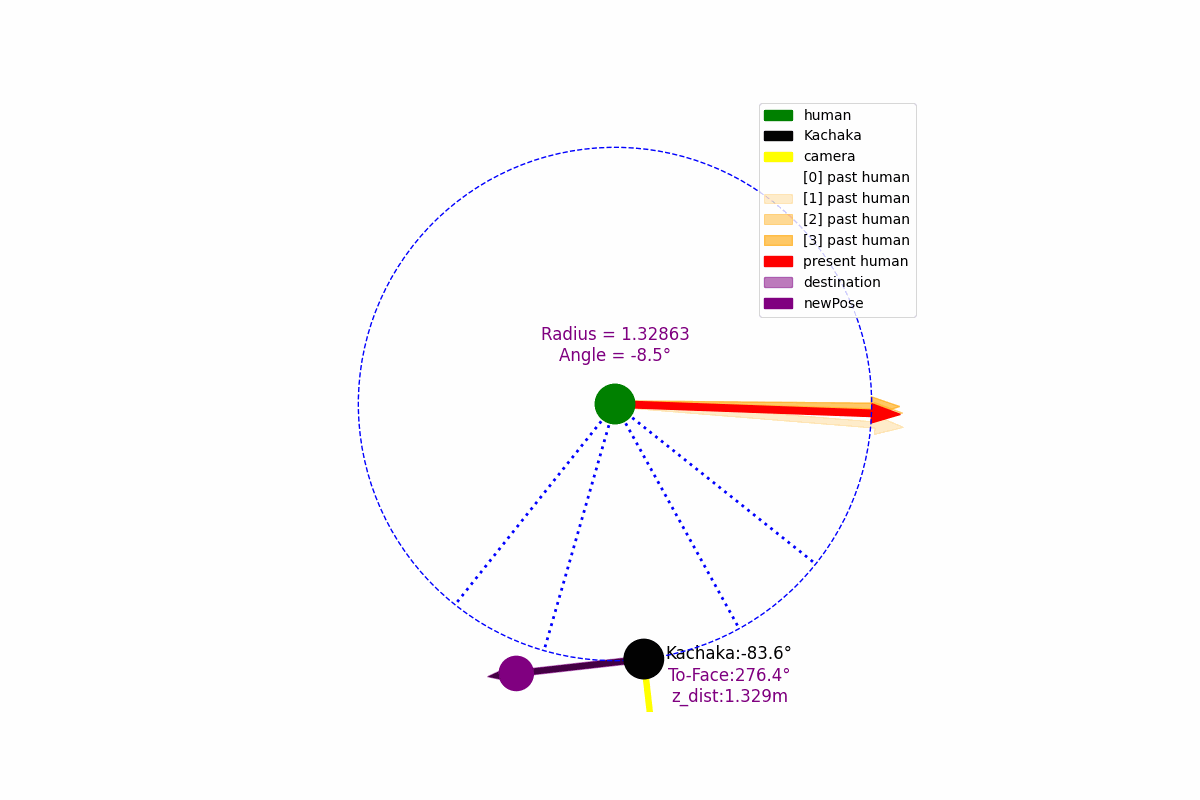 human
Kachaka
camera
[0] past human
[1] past human
[2] past human
[3] past human
present human
destination
newPose
Radius = 1.32863
Angle = -8.5°
Kachaka:-83.6°
To-Face:276.4°
z_dist:1.329m